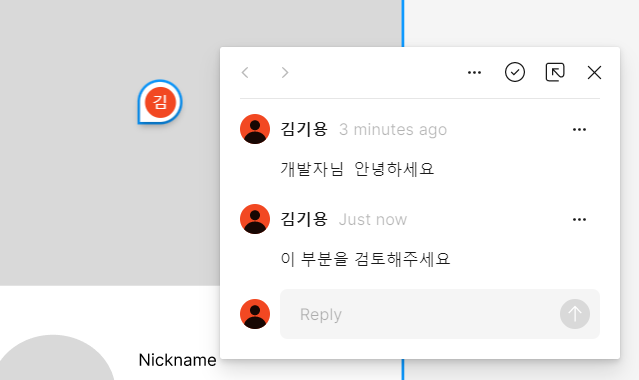 김
김기용 3 minutes ago
개발자님 안녕하세요
김기용 Just now
이 부분을 검토해주세요
Reply
Nickname